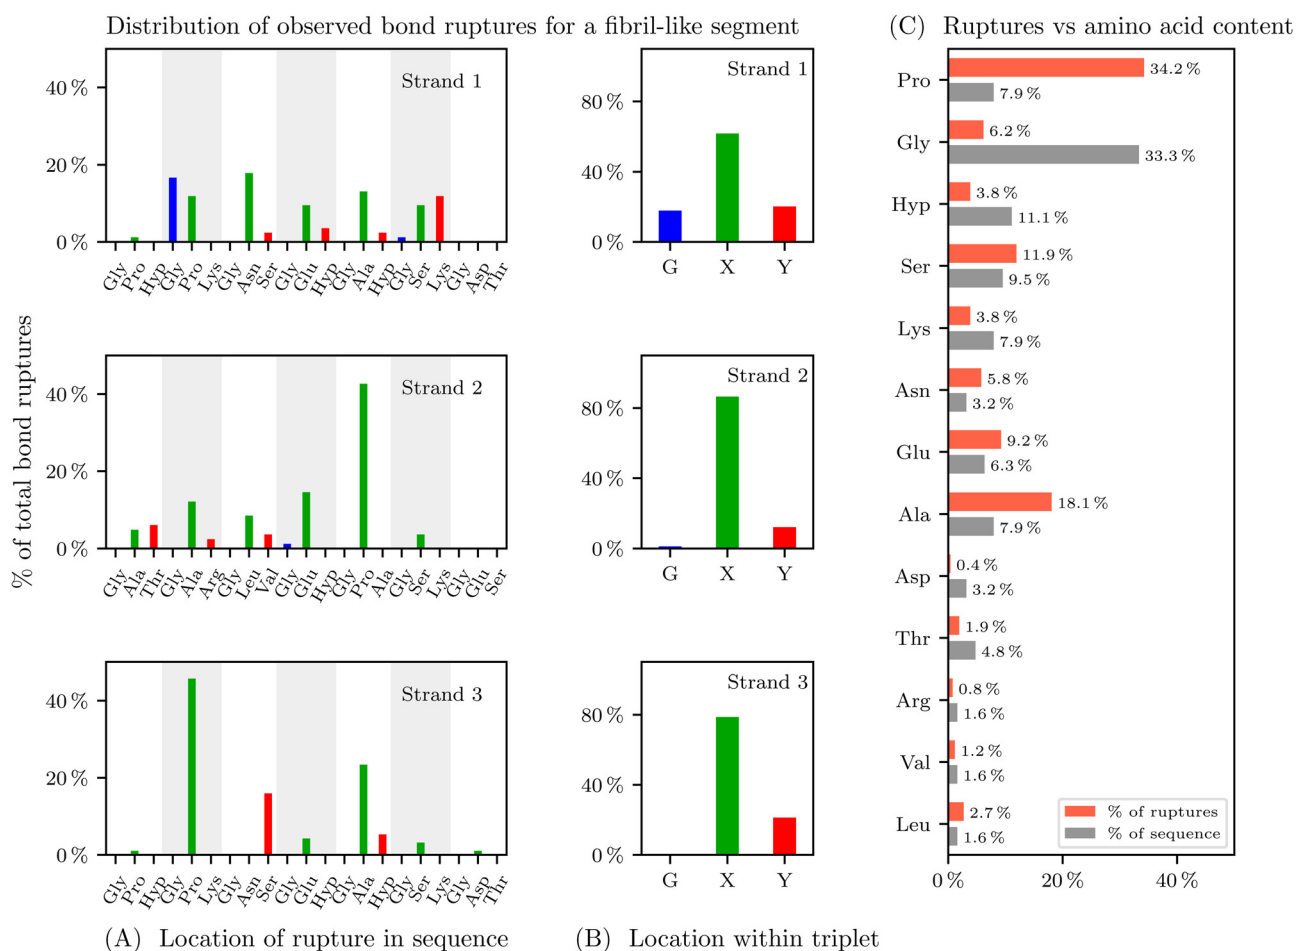 Distribution of observed bond ruptures for a fibril-like segment
(C) Ruptures vs amino acid content
% of total bond ruptures
Strand 1
40 %
20 %
0 %
Gly Pro Hyp Gly Pro Lys Gly Asn Ser Gly Glu Hyp Gly Ala Hyp Gly Ser Lys Gly Asp Thr
Strand 1
80 %
40 %
0 %
G X Y
Strand 2
40 %
20 %
0 %
Gly Ala Thr Gly Ala Arg Gly Leu Val Gly Glu Hyp Gly Pro Ala Gly Ser Lys Gly Glu Ser
Strand 2
80 %
40 %
0 %
G X Y
Strand 3
40 %
20 %
0 %
Gly Pro Hyp Gly Pro Lys Gly Asn Ser Gly Glu Hyp Gly Ala Hyp Gly Ser Lys Gly Asp Thr
Strand 3
80 %
40 %
0 %
G X Y
(A) Location of rupture in sequence
(B) Location within triplet
Pro 34.2 %
7.9 %
Gly 6.2 %
33.3 %
Hyp 3.8 %
11.1 %
Ser 11.9 %
9.5 %
Lys 3.8 %
7.9 %
Asn 5.8 %
3.2 %
Glu 9.2 %
6.3 %
Ala 18.1 %
7.9 %
Asp 0.4 %
3.2 %
Thr 1.9 %
4.8 %
Arg 0.8 %
1.6 %
Val 1.2 %
1.6 %
Leu 2.7 %
1.6 %
% of ruptures
% of sequence
0 % 20 % 40 %